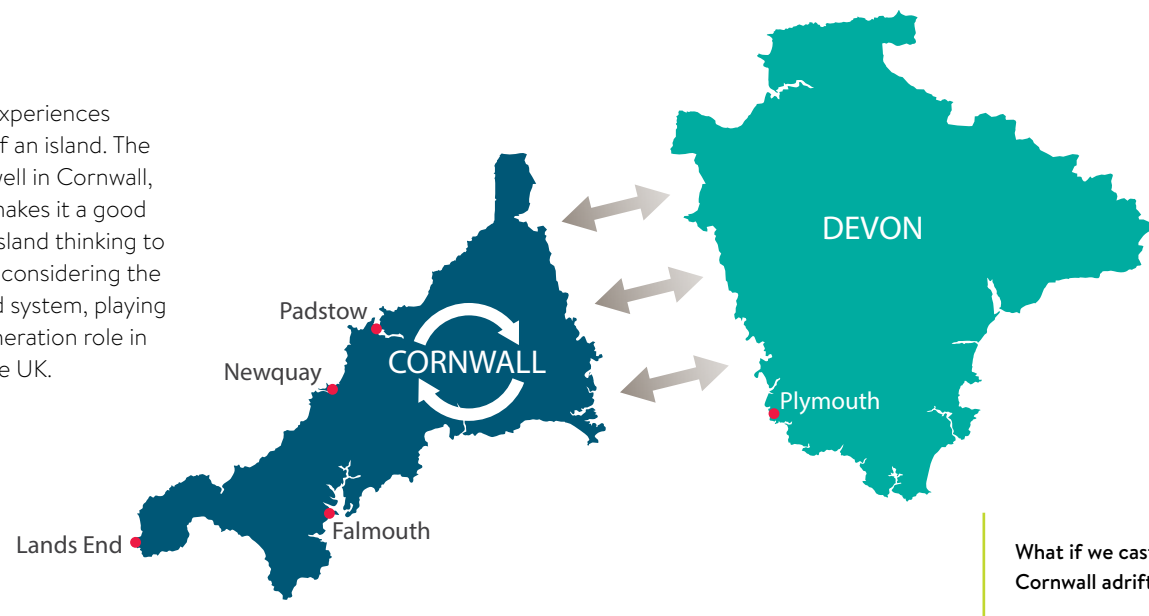 xperiences
f an island. The
vell in Cornwall,
nakes it a good
sland thinking to
considering the
d system, playing
neration role in
e UK.
DEVON
Padstow
CORNWALL
Newquay
Plymouth
Falmouth
Lands End
What if we cas
Cornwall adrift